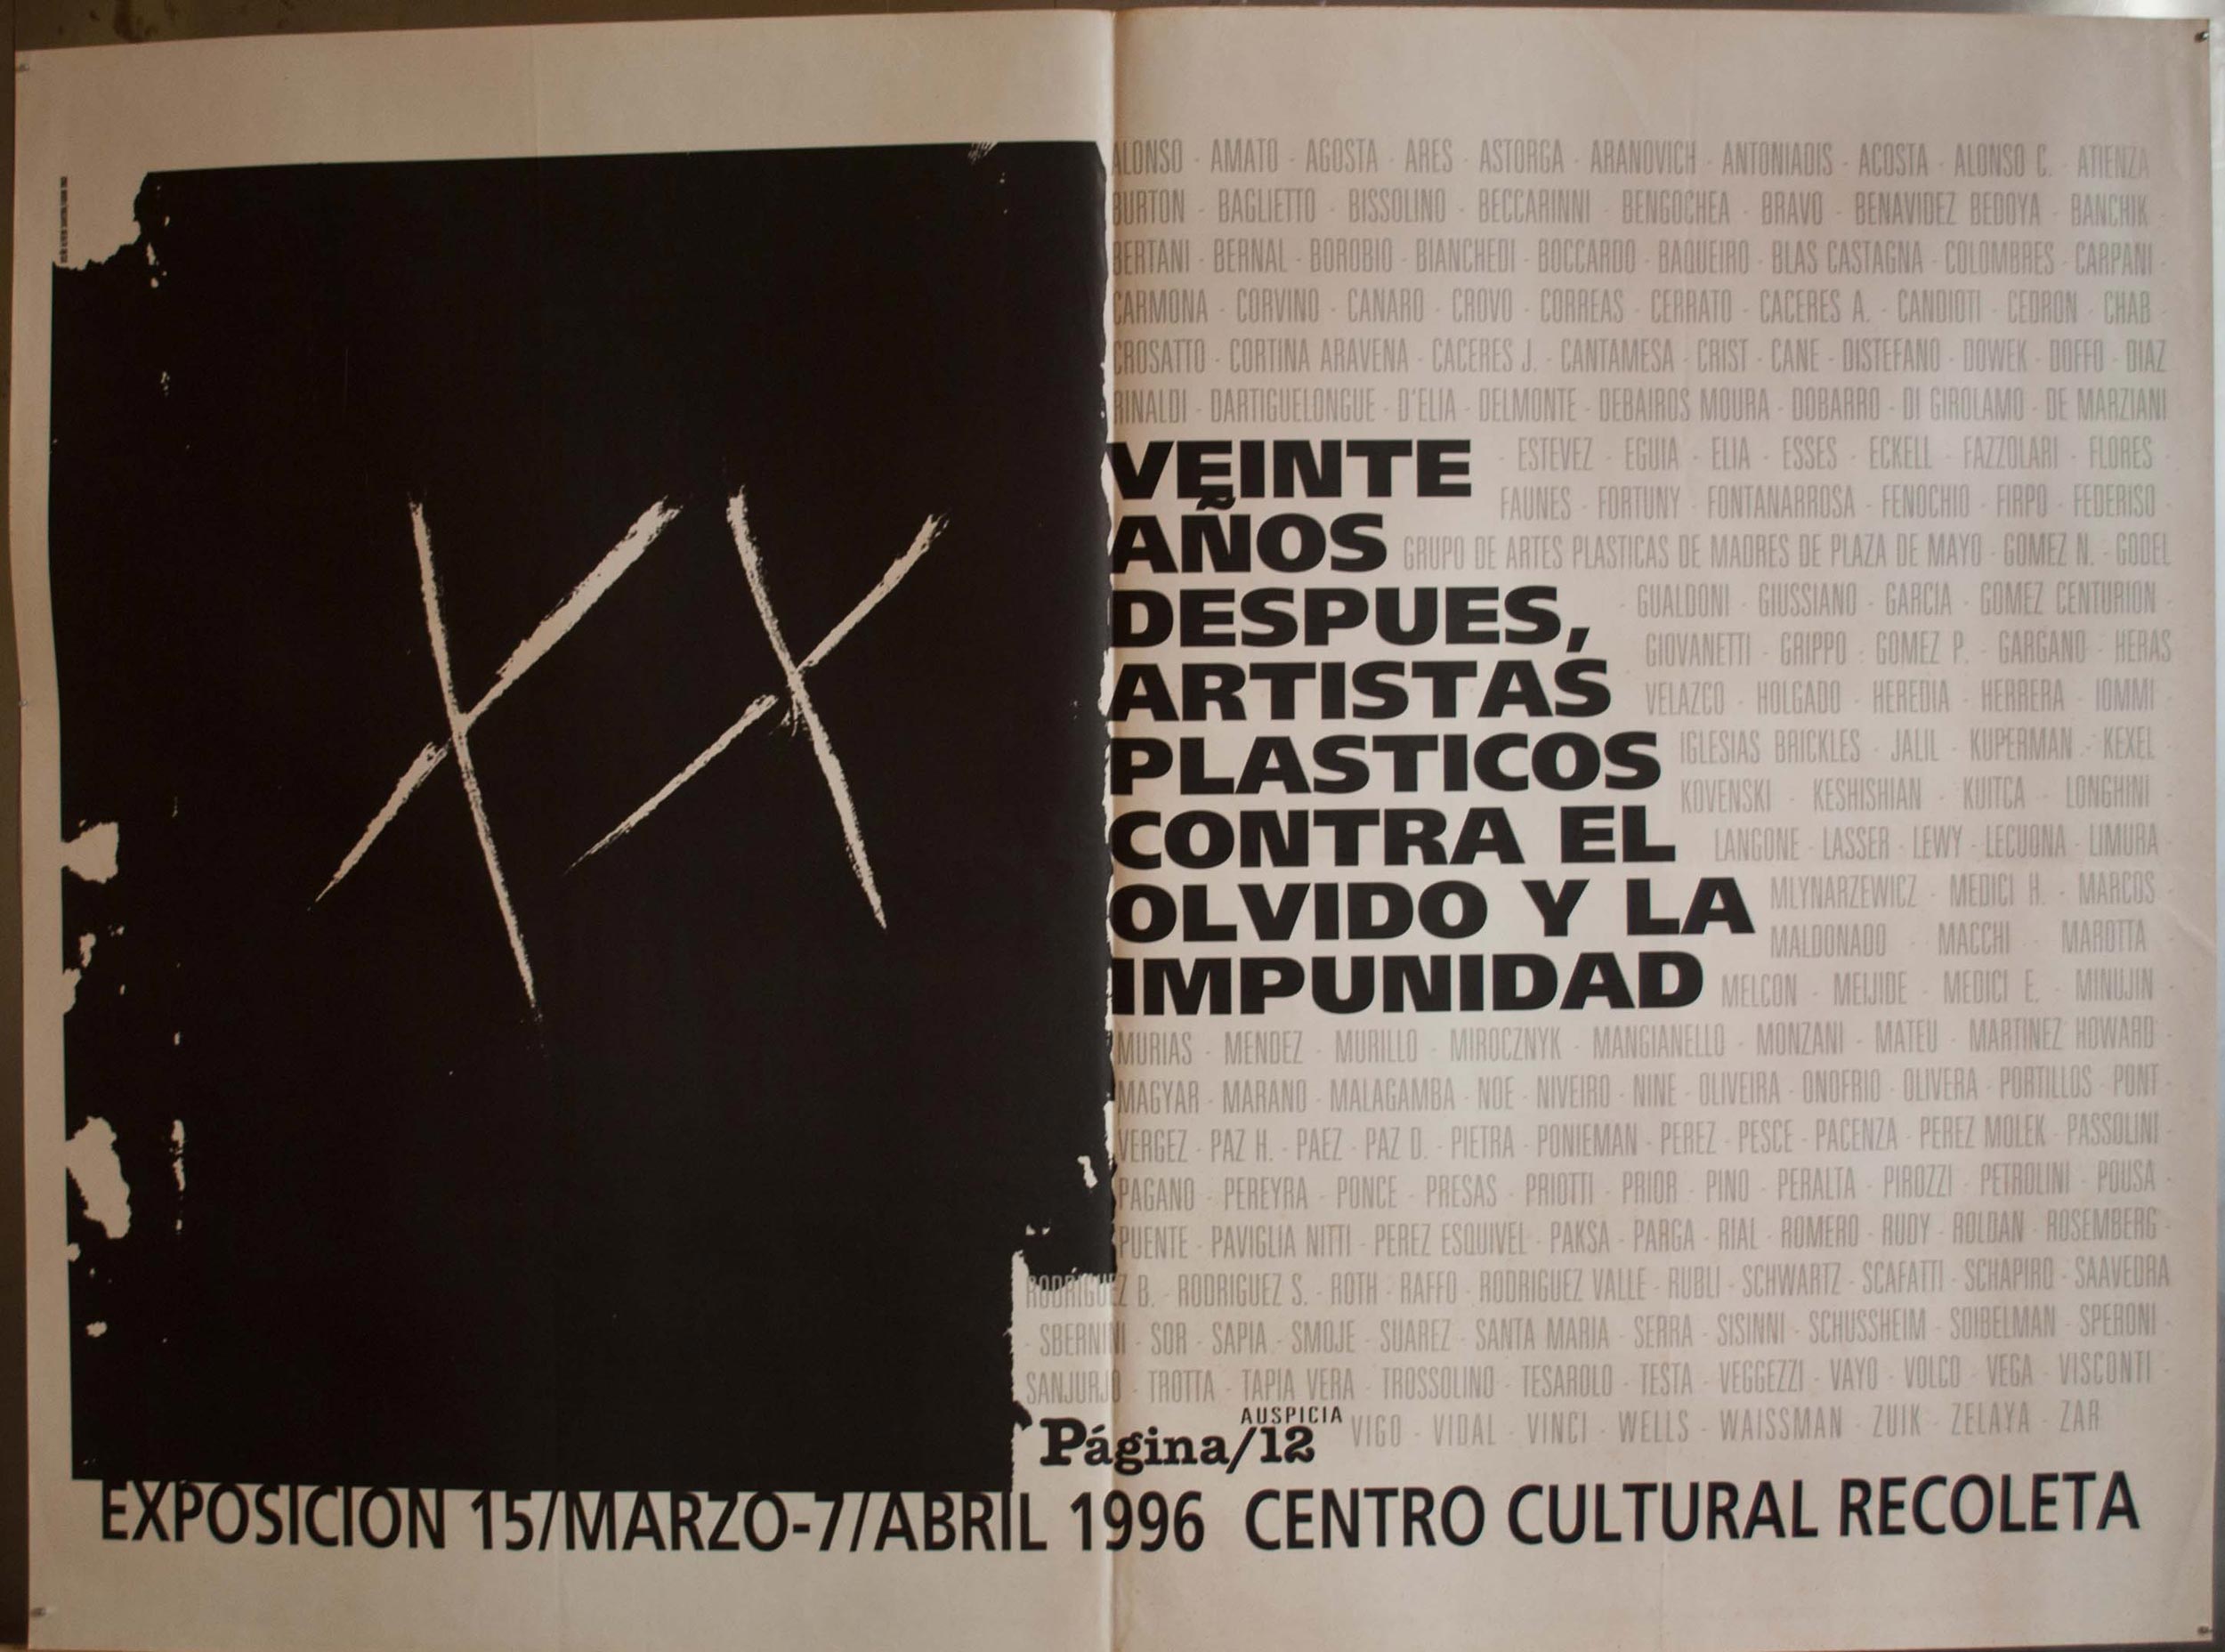 ALONSO - AMATO - AGOSTA - ARES - ASTORGA - ARANOVICH - ANTONIADIS - ACOSTA - ALONSO C. - ATIENZA
BURTON - BAGLIETTO - BISSOLINO - BECCARINNI - BENGOCHEA - BRAVO - BENAVIDEZ BEDOYA - BANCHIK -
BERTANI - BERNAL - BOROBIO - BIANCHEDI - BOCCARDO - BAQUEIRO - BLAS CASTAGNA - COLOMBRES - CARPANI -
CARMONA - CORVINO - CANARO - CROVO - CORREAS - CERRATO - CACERES A. - CANDIOTI - CEDRON - CHAB -
CROSATTO - CORTINA ARAVENA - CACERES J. - CANTAMESA - CRIST - CANE - DISTEFANO - DOWEK - DOFFO - DIAZ
RINALDI - DARTIGUELONGUE - D'ELIA - DELMONTE - DEBAIROS MOURA - DOBARRO - DI GIROLAMO - DE MARZIANI
VEINTE
AÑOS
DESPUES,
ARTISTAS
PLASTICOS
CONTRA EL
OLVIDO Y LA
IMPUNIDAD
- ESTEVEZ - EGUIA - ELIA - ESSES - ECKELL - FAZZOLARI - FLORES -
FAUNES - FORTUNY - FONTANARROSA - FENOCHIO - FIRPO - FEDERISO -
GRUPO DE ARTES PLASTICAS DE MADRES DE PLAZA DE MAYO - GOMEZ N. - GODEL
- GUALDONI - GIUSSIANO - GARCIA - GOMEZ CENTURION -
GIOVANETTI - GRIPPO - GOMEZ P. - GARGANO - HERAS
VELAZCO - HOLGADO - HEREDIA - HERRERA - IOMMI -
IGLESIAS BRICKLES - JALIL - KUPERMAN - KEXEL -
KOVENSKI - KESHISHIAN - KUITCA - LONGHINI -
LANGONE - LASSER - LEWY - LECUONA - LIMURA -
MLYNARZEWICZ - MEDICI H. - MARCOS
MALDONADO - MACCHI - MAROTTA -
MELCON - MEIJIDE - MEDICI E. - MINUJIN -
MURIAS - MENDEZ - MURILLO - MIROCZNYK - MANGIANELLO - MONZANI - MATEU - MARTINEZ HOWARD -
MAGYAR - MARANO - MALAGAMBA - NOE - NIVEIRO - NINE - OLIVEIRA - ONOFRIO - OLIVERA - PORTILLOS - PONT
VERGEZ - PAZ H. - PAEZ - PAZ D. - PIETRA - PONIEMAN - PEREZ - PESCE - PACENZA - PEREZ MOLEK - PASSOLINI -
PAGANO - PEREYRA - PONCE - PRESAS - PRIOTTI - PRIOR - PINO - PERALTA - PIROZZI - PETROLINI - POUSA -
PUENTE - PAVIGLIA NITTI - PEREZ ESQUIVEL - PAKSA - PARGA - RIAL - ROMERO - RUDY - ROLDAN - ROSEMBERG -
RODRÍGUEZ B. - RODRIGUEZ S. - ROTH - RAFFO - RODRIGUEZ VALLE - RUBLI - SCHWARTZ - SCAFATTI - SCHAPIRO - SAAVEDRA
- SBERNINI - SOR - SAPIA - SMOJE - SUAREZ - SANTA MARIA - SERRA - SISINNI - SCHUSSHEIM - SOIBELMAN - SPERONI -
SANJURJO - TROTTA - TAPIA VERA - TROSSOLINO - TESAROLO - TESTA - VEGGEZZI - VAYO - VOLCO - VEGA - VISCONTI -
VIGO - VIDAL - VINCI - WELLS - WAISSMAN - ZUIK - ZELAYA - ZAR
AUSPICIA
Página/12
EXPOSICION 15/MARZO-7/ABRIL 1996 CENTRO CULTURAL RECOLETA